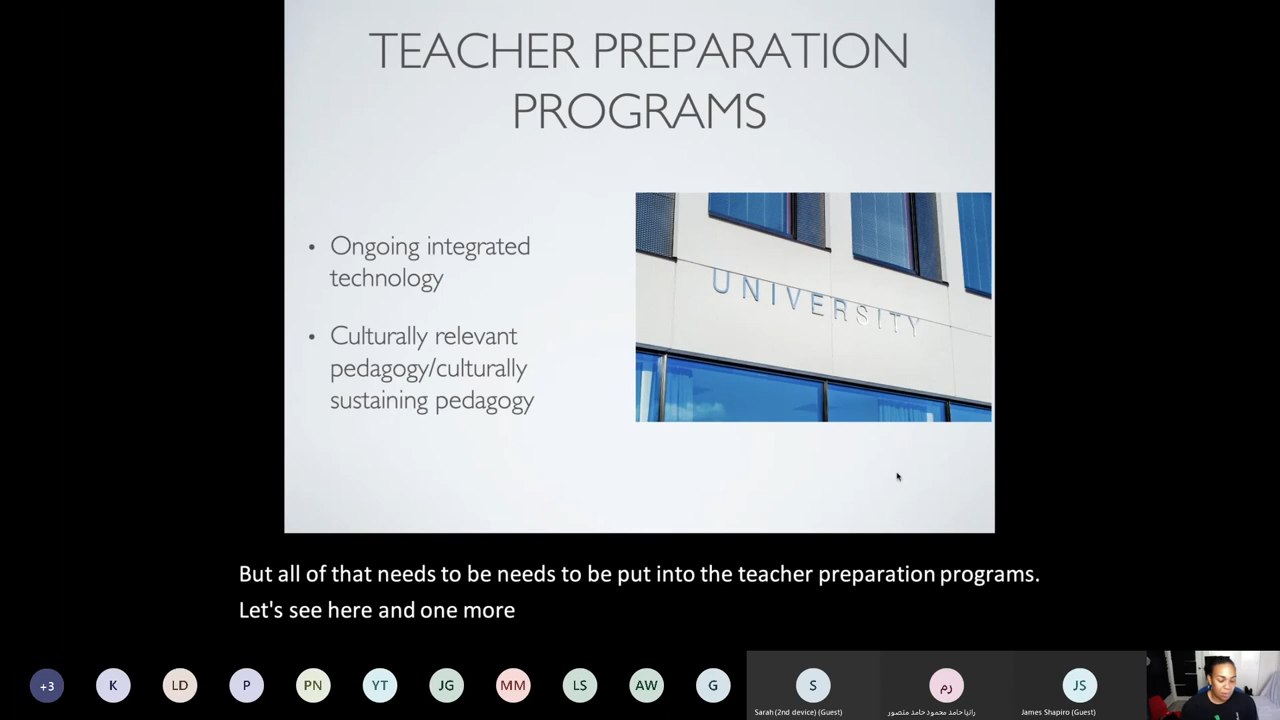 TEACHER PREPARATION
PROGRAMS
• Ongoing integrated
technology
• Culturally relevant
pedagogy/culturally
sustaining pedagogy
UNIVERSITY
But all of that needs to be needs to be put into the teacher preparation programs.
Let's see here and one more
+3
K
LD
P
PN
YT
JG
MM
LS
AW
G
S
رم
JS
Sarah (2nd device) (Guest)
رانيا حامد محمود حامد منصور
James Shapiro (Guest)